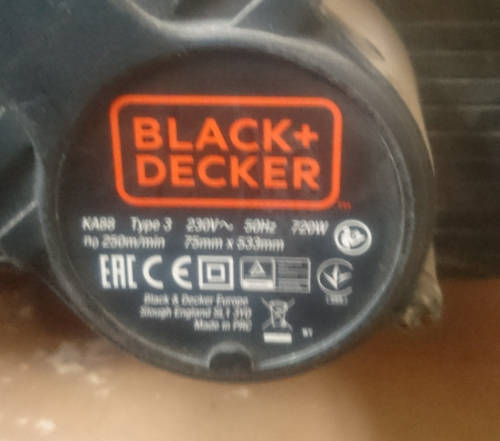 BLACK+
DECKER
KA88 Type 3 230V~ 50Hz 720W
n₀ 250m/min 75mm x 533mm
EAC CE
Black & Decker Europe
Slough England SL1 3YD
Made in PRC